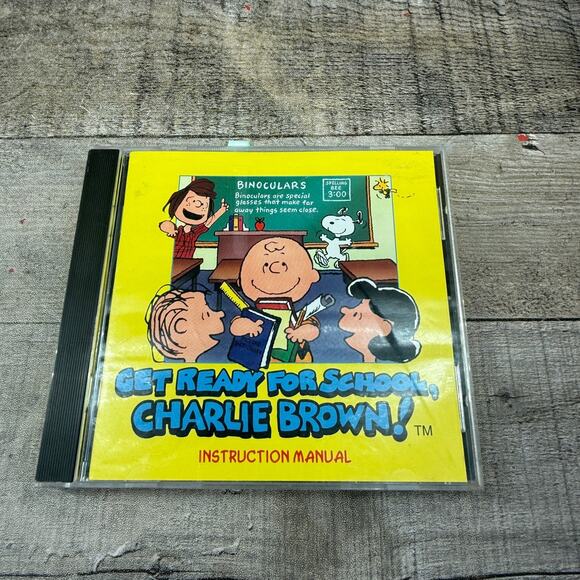 BINOCULARS
Binoculars are special
glasses that make far
away things seem close.
SPELLING
BEE
3:00
GET READY FOR SCHOOL,
CHARLIE BROWN!™
INSTRUCTION MANUAL